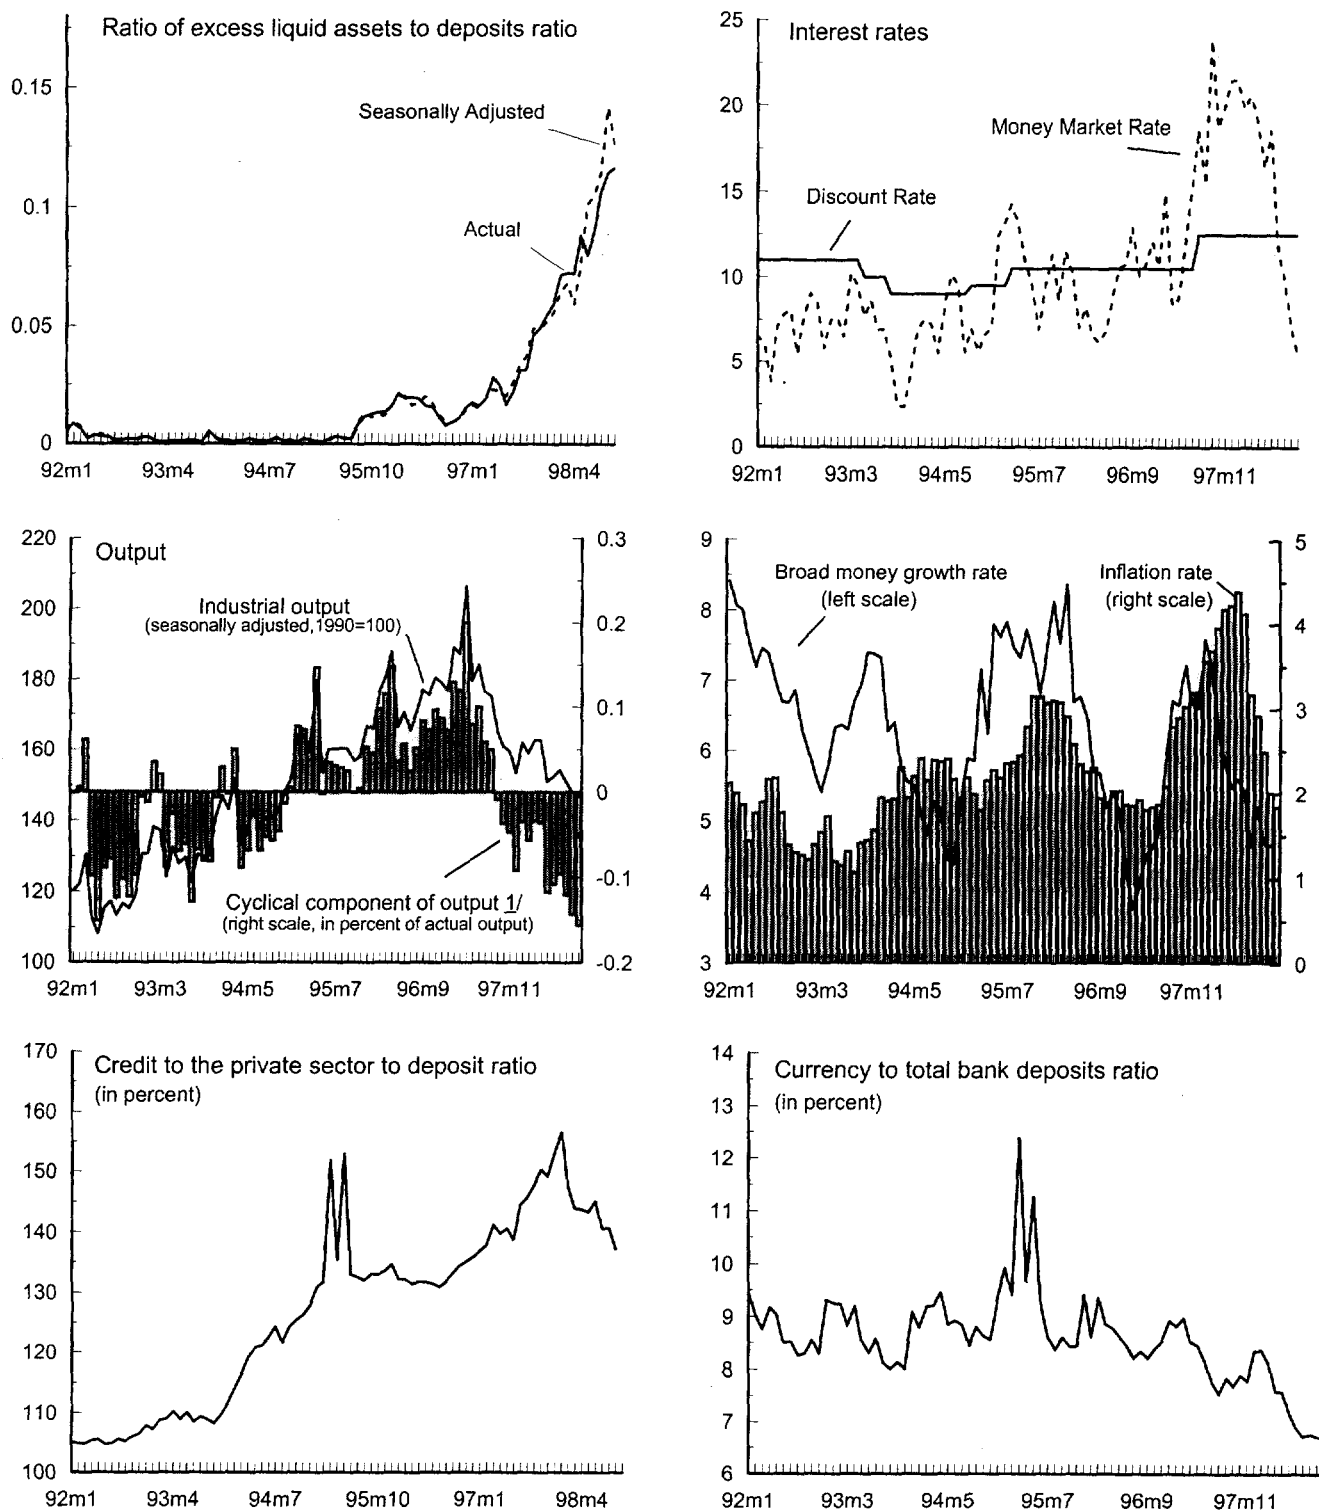 Ratio of excess liquid assets to deposits ratio
0.15
0.1
0.05
0
Seasonally Adjusted
Actual
92m1 93m4 94m7 95m10 97m1 98m4
Interest rates
25
20
15
10
5
0
Money Market Rate
Discount Rate
92m1 93m3 94m5 95m7 96m9 97m11
Output
220
200
180
160
140
120
100
0.3
0.2
0.1
0
-0.1
-0.2
Industrial output
(seasonally adjusted,1990=100)
Cyclical component of output 1/
(right scale, in percent of actual output)
92m1 93m3 94m5 95m7 96m9 97m11
9
8
7
6
5
4
3
5
4
3
2
1
0
Broad money growth rate
(left scale)
Inflation rate
(right scale)
92m1 93m3 94m5 95m7 96m9 97m11
Credit to the private sector to deposit ratio
(in percent)
170
160
150
140
130
120
110
100
92m1 93m4 94m7 95m10 97m1 98m4
Currency to total bank deposits ratio
(in percent)
14
13
12
11
10
9
8
7
6
92m1 93m3 94m5 95m7 96m9 97m11